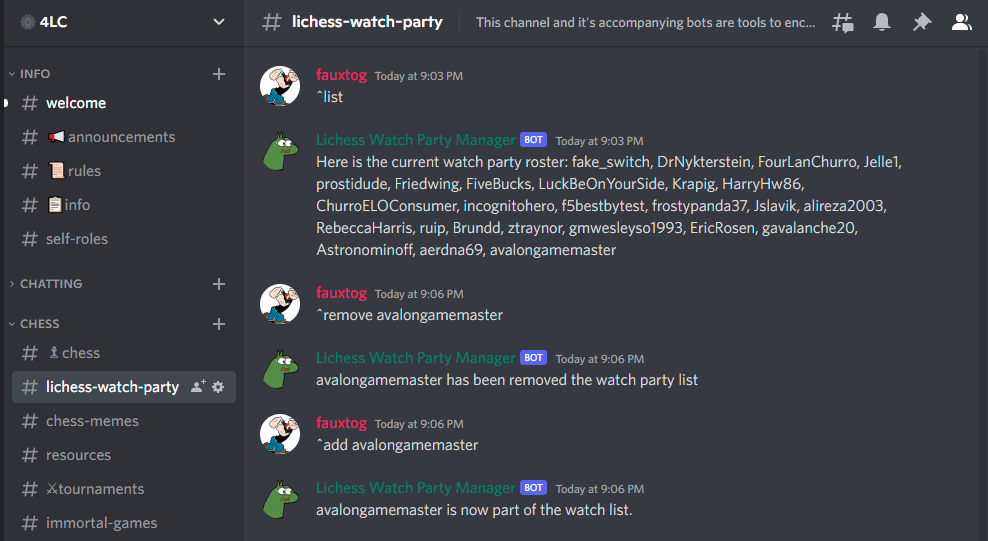 4LC
# lichess-watch-party
This channel and it's accompanying bots are tools to enc...
INFO
# welcome
# announcements
# rules
# info
# self-roles
CHATTING
CHESS
# chess
# lichess-watch-party
# chess-memes
# resources
# tournaments
# immortal-games
fauxtog Today at 9:03 PM
^list
Lichess Watch Party Manager BOT Today at 9:03 PM
Here is the current watch party roster: fake_switch, DrNykterstein, FourLanChurro, Jelle1,
prostidude, Friedwing, FiveBucks, LuckBeOnYourSide, Krapig, HarryHw86,
ChurroELOConsumer, incognitohero, f5bestbytest, frostypanda37, Jslavik, alireza2003,
RebeccaHarris, ruip, Brundd, ztraynor, gmwesleyso1993, EricRosen, gavalanche20,
Astronominoff, aerdna69, avalongamemaster
fauxtog Today at 9:06 PM
^remove avalongamemaster
Lichess Watch Party Manager BOT Today at 9:06 PM
avalongamemaster has been removed the watch party list
fauxtog Today at 9:06 PM
^add avalongamemaster
Lichess Watch Party Manager BOT Today at 9:06 PM
avalongamemaster is now part of the watch list.